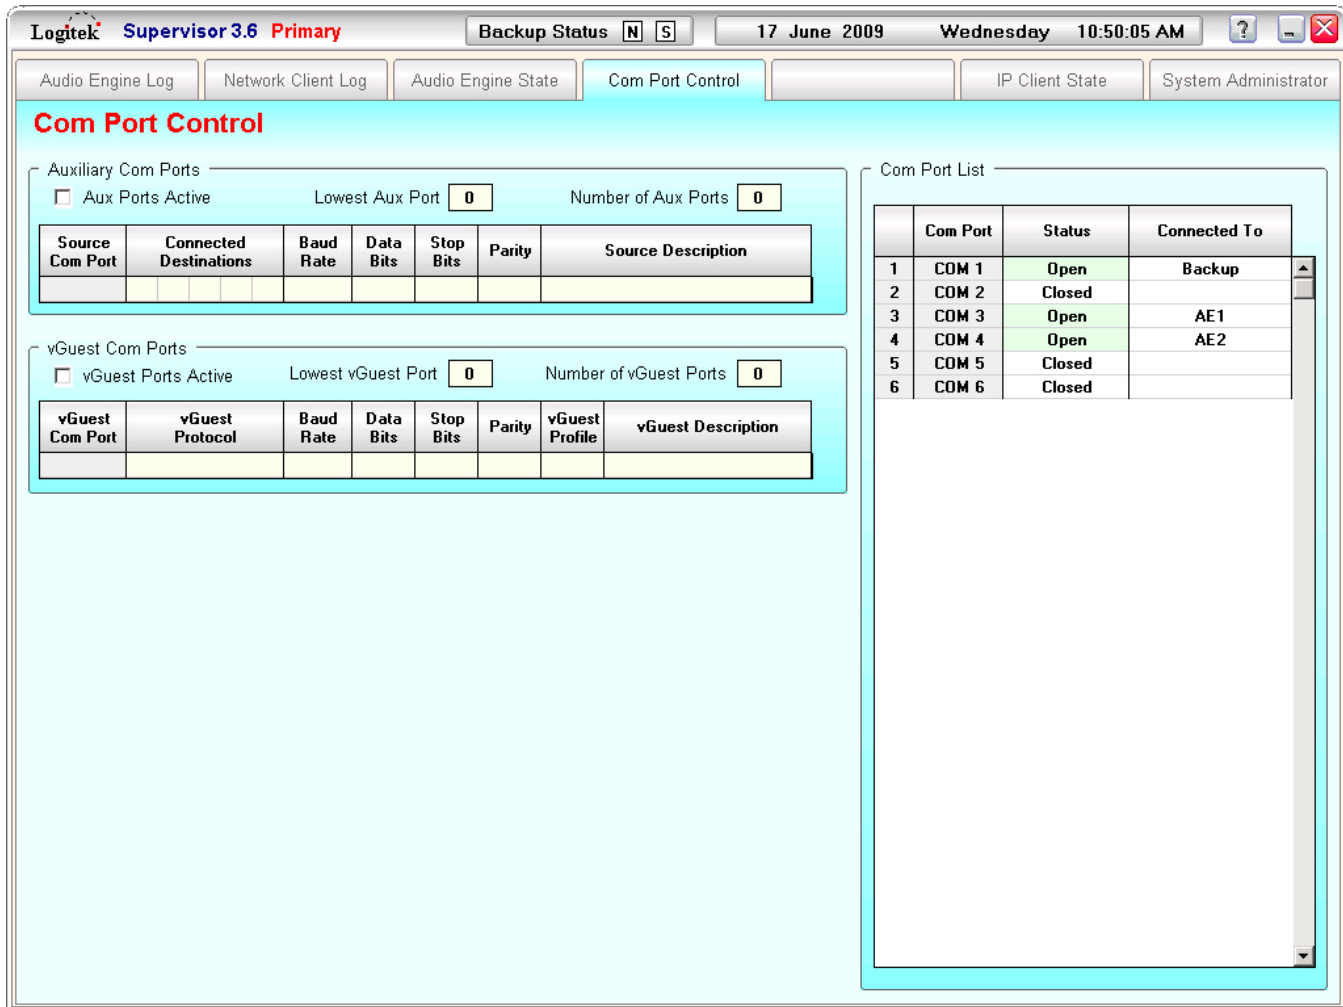 Logitek Supervisor 3.6 Primary Backup Status N S 17 June 2009 Wednesday 10:50:05 AM ?
Audio Engine Log Network Client Log Audio Engine State Com Port Control IP Client State System Administrator
Com Port Control
Auxiliary Com Ports
Aux Ports Active Lowest Aux Port 0 Number of Aux Ports 0
Source Com Port Connected Destinations Baud Rate Data Bits Stop Bits Parity Source Description
vGuest Com Ports
vGuest Ports Active Lowest vGuest Port 0 Number of vGuest Ports 0
vGuest Com Port vGuest Protocol Baud Rate Data Bits Stop Bits Parity vGuest Profile vGuest Description
Com Port List
Com Port Status Connected To
1 COM 1 Open Backup
2 COM 2 Closed
3 COM 3 Open AE1
4 COM 4 Open AE2
5 COM 5 Closed
6 COM 6 Closed